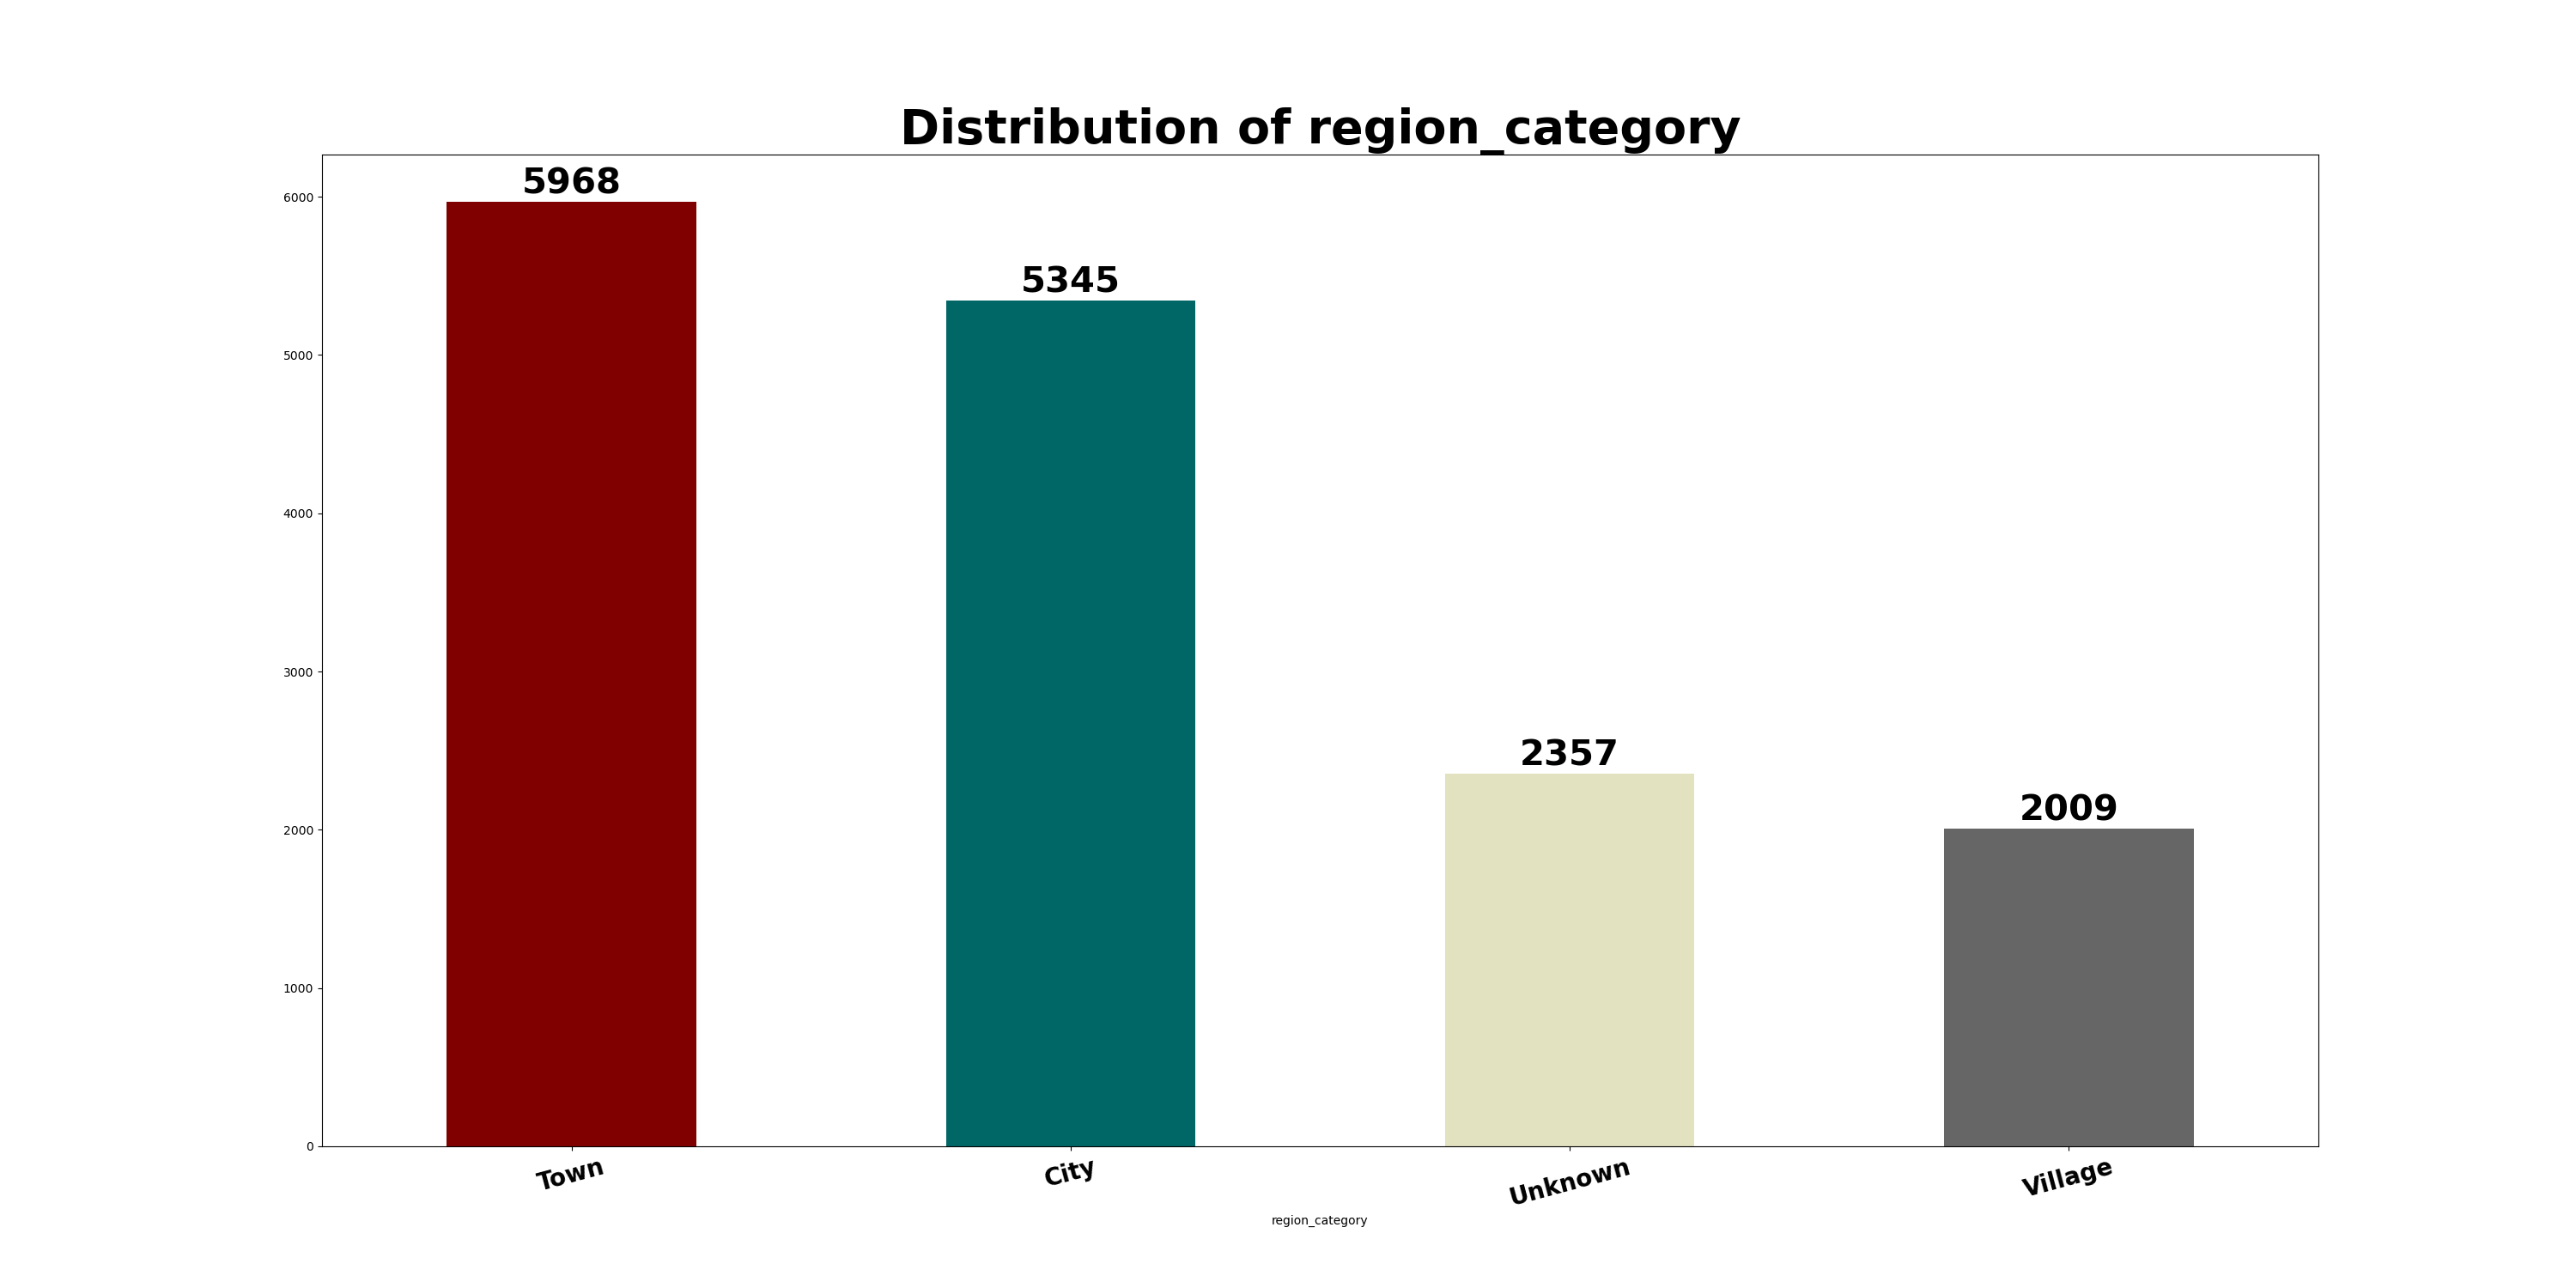 Distribution of region_category
5968
6000
5345
5000
4000
3000
2357
2009
2000
1000
0
Town
City
Unknown
Village
region_category